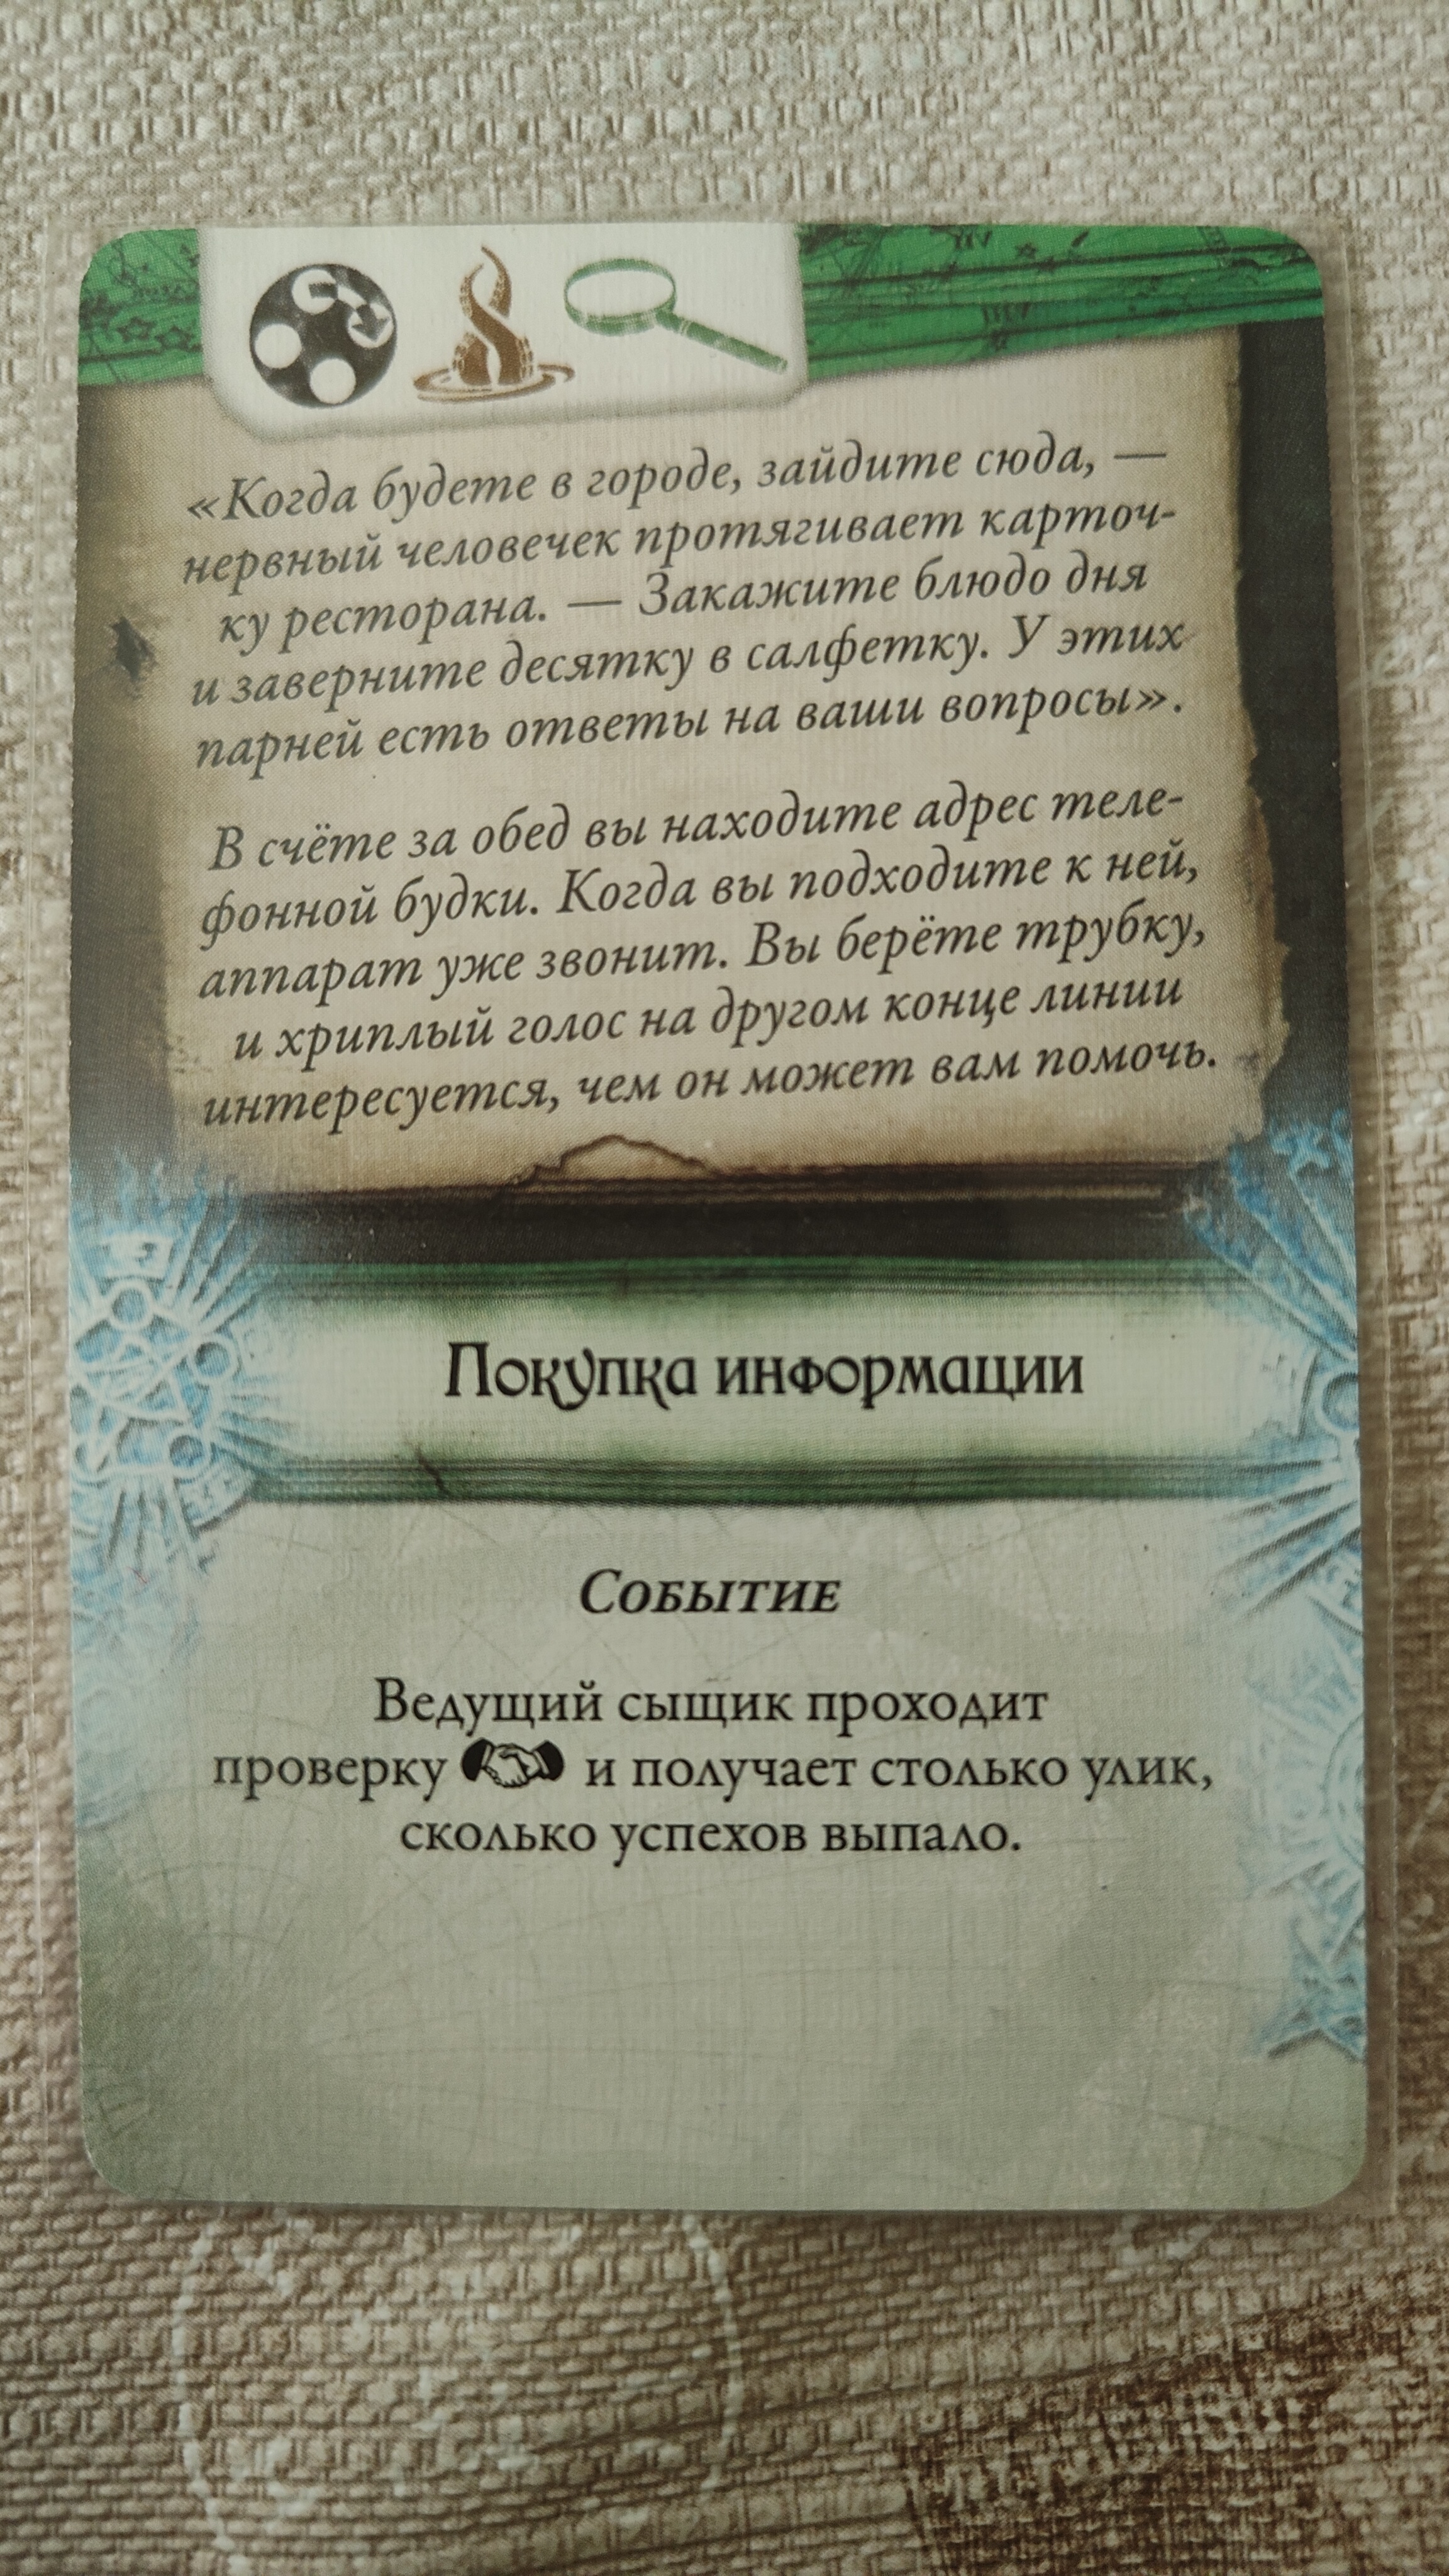 «Когда будете в городе, зайдите сюда, —
нервный человечек протягивает карточ-
ку ресторана. — Закажите блюдо дня
и заверните десятку в салфетку. У этих
парней есть ответы на ваши вопросы».
В счёте за обед вы находите адрес теле-
фонной будки. Когда вы подходите к ней,
аппарат уже звонит. Вы берёте трубку,
и хриплый голос на другом конце линии
интересуется, чем он может вам помочь.
Покупка информации
Событие
Ведущий сыщик проходит
проверку и получает столько улик,
сколько успехов выпало.